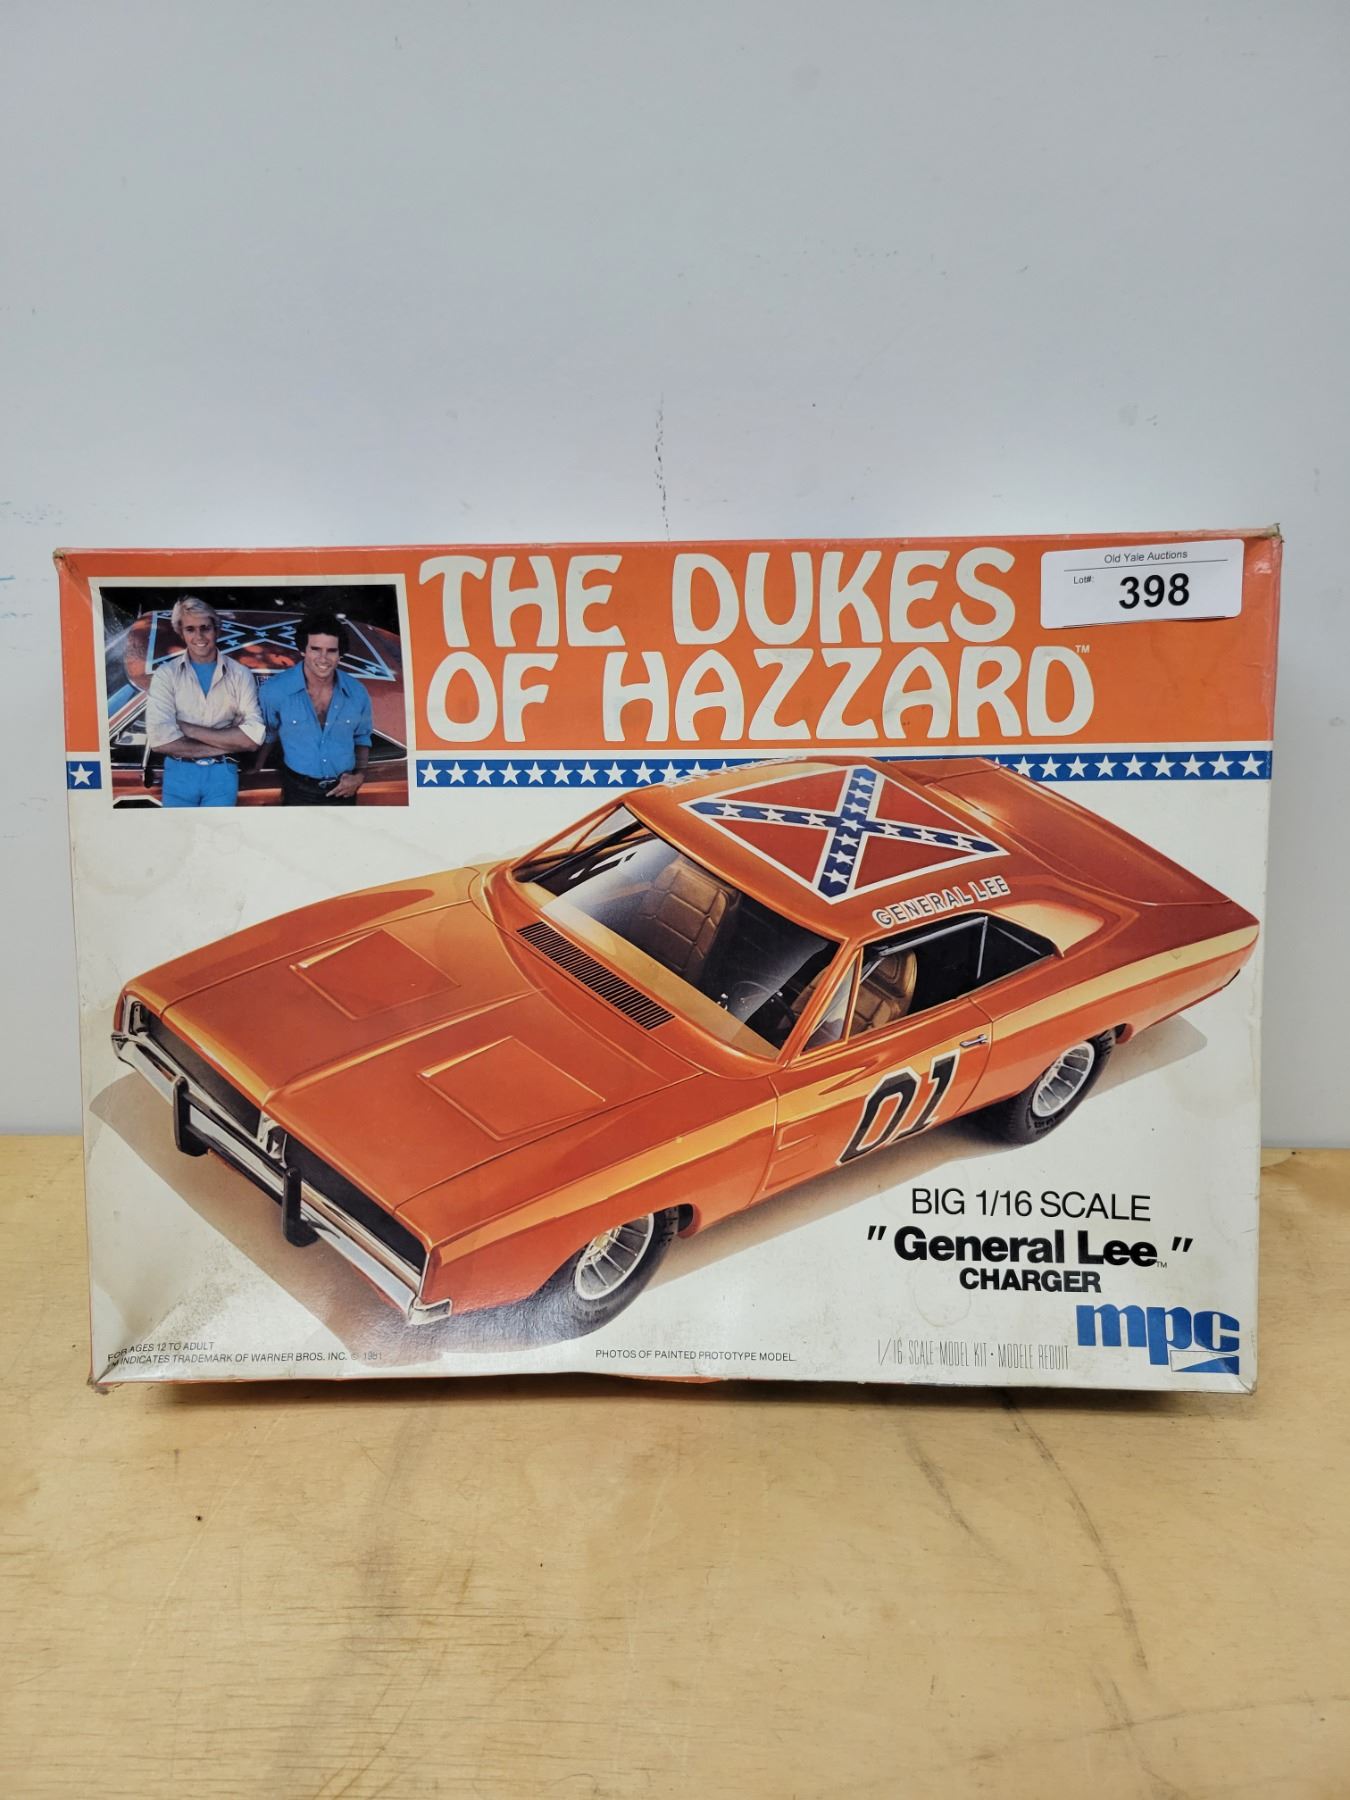 THE DUKES
OF HAZZARD™
Old Yale Auctions
Lot#:
398
GENERAL LEE
01
BIG 1/16 SCALE
"General Lee™"
CHARGER
mpc
1/16 SCALE MODEL KIT • MODELE REDUIT
PHOTOS OF PAINTED PROTOTYPE MODEL.
FOR AGES 12 TO ADULT
TM INDICATES TRADEMARK OF WARNER BROS. INC. © 1981